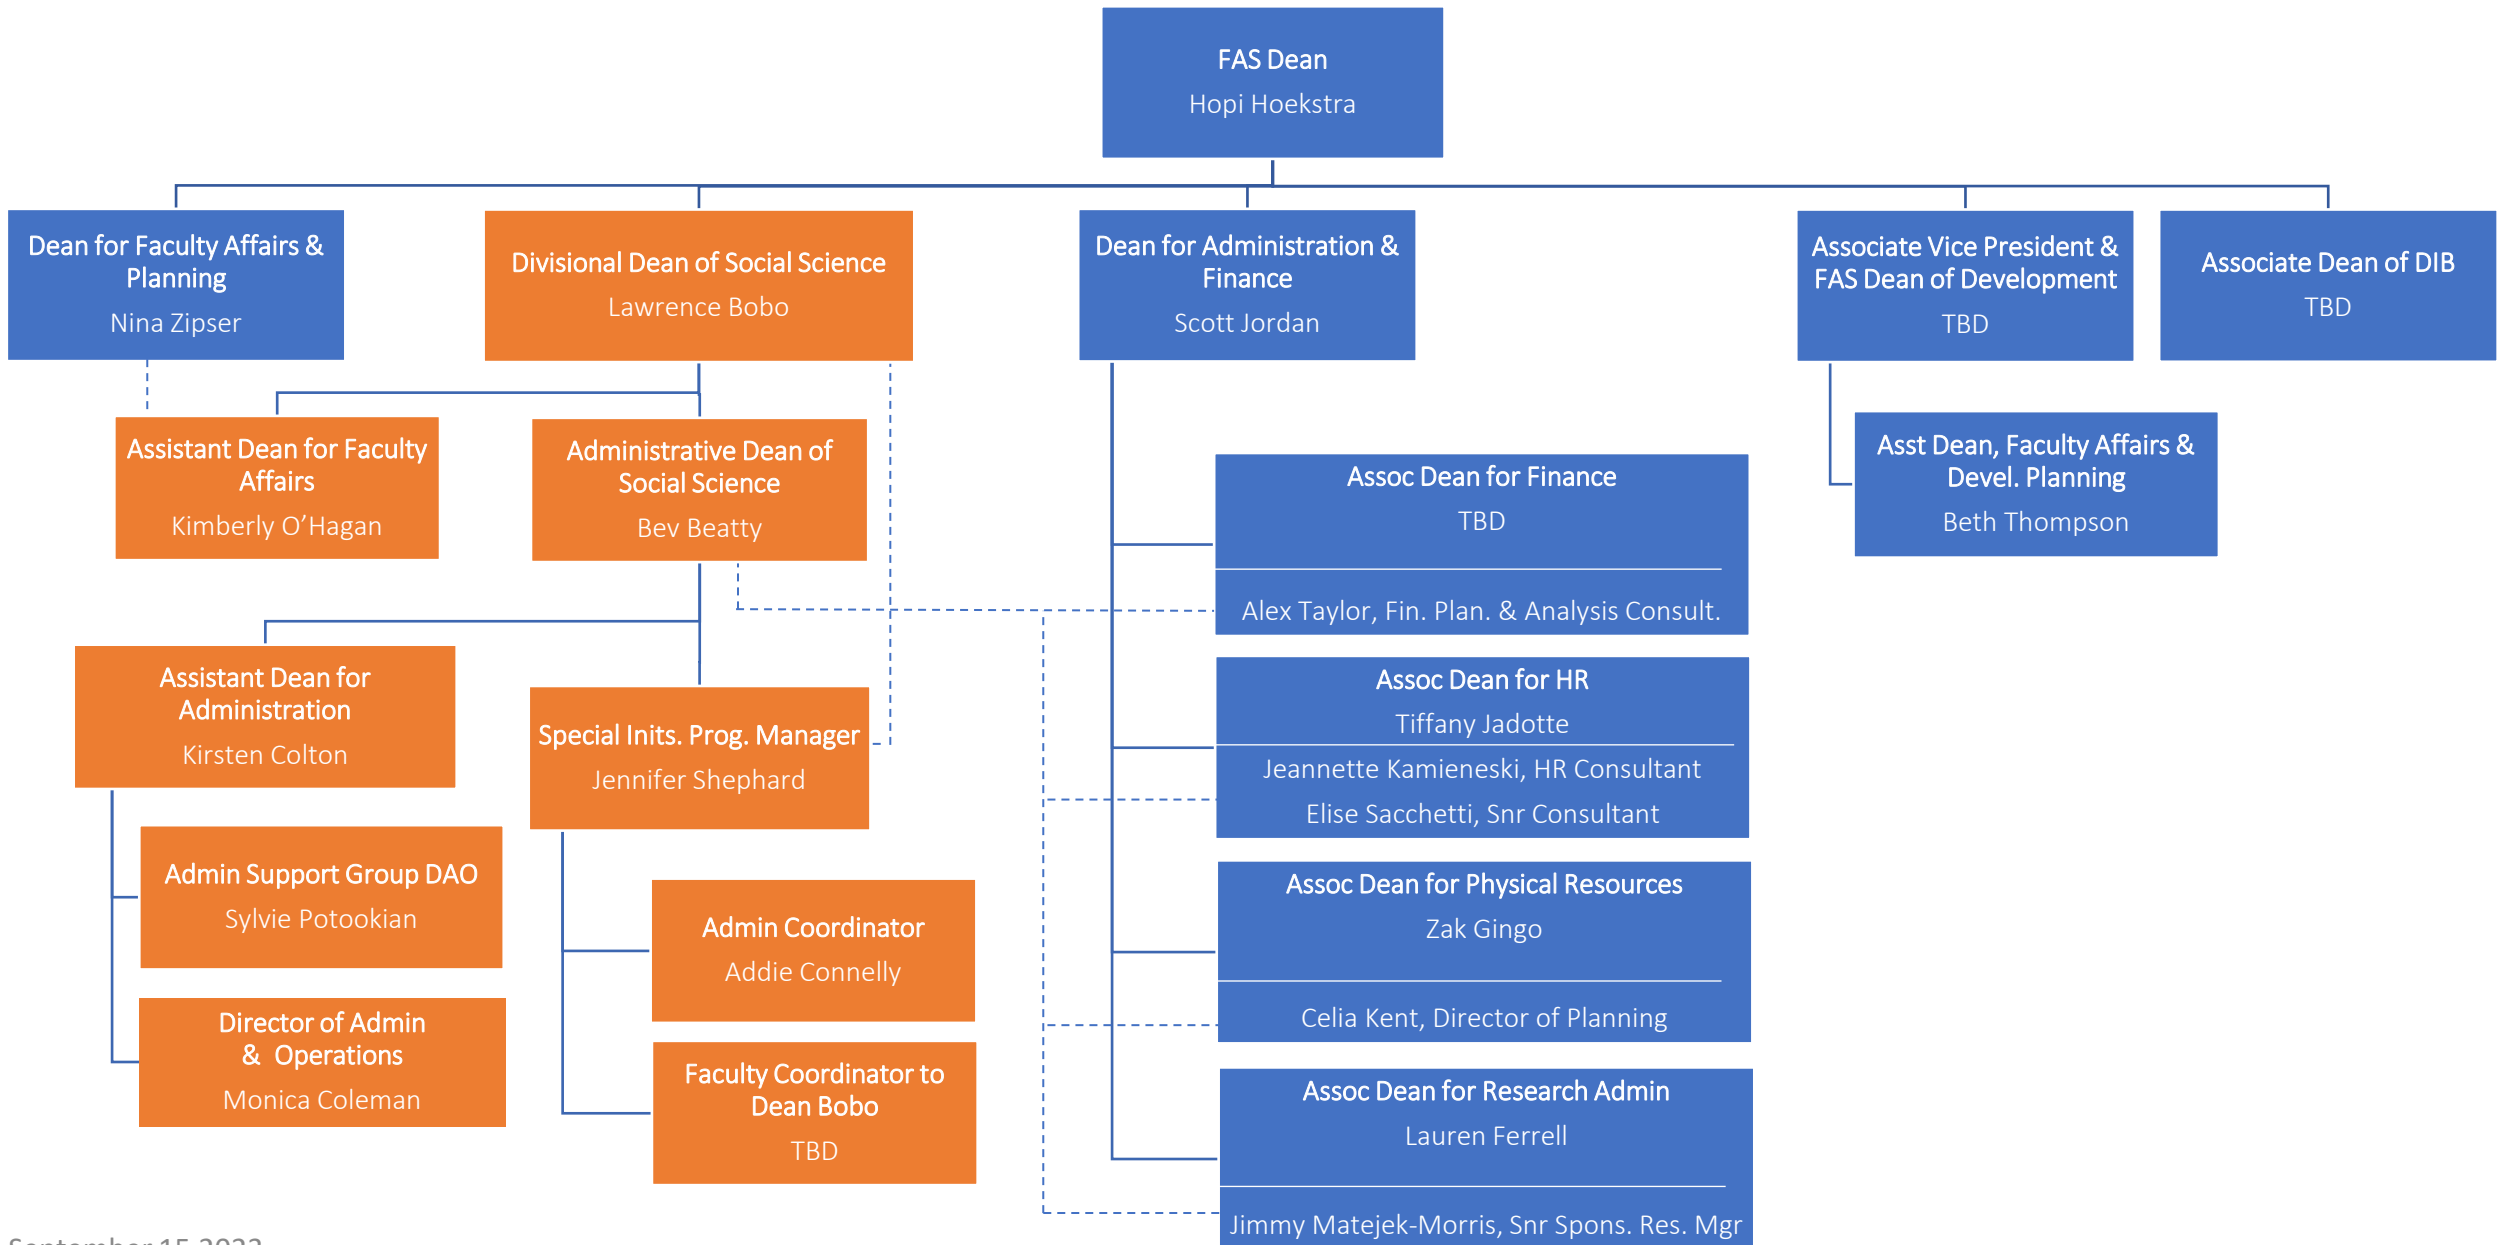 FAS Dean
Hopi Hoekstra
Dean for Faculty Affairs &
Planning
Nina Zipser
Divisional Dean of Social Science
Lawrence Bobo
Dean for Administration &
Finance
Scott Jordan
Associate Vice President &
FAS Dean of Development
TBD
Associate Dean of DIB
TBD
Assistant Dean for Faculty
Affairs
Kimberly O’Hagan
Administrative Dean of
Social Science
Bev Beatty
Asst Dean, Faculty Affairs &
Devel. Planning
Beth Thompson
Assoc Dean for Finance
TBD
Alex Taylor, Fin. Plan. & Analysis Consult.
Assistant Dean for
Administration
Kirsten Colton
Special Inits. Prog. Manager
Jennifer Shephard
Assoc Dean for HR
Tiffany Jadotte
Jeannette Kamieneski, HR Consultant
Elise Sacchetti, Snr Consultant
Admin Support Group DAO
Sylvie Potookian
Admin Coordinator
Addie Connelly
Assoc Dean for Physical Resources
Zak Gingo
Celia Kent, Director of Planning
Director of Admin
& Operations
Monica Coleman
Faculty Coordinator to
Dean Bobo
TBD
Assoc Dean for Research Admin
Lauren Ferrell
Jimmy Matejek-Morris, Snr Spons. Res. Mgr
September 15